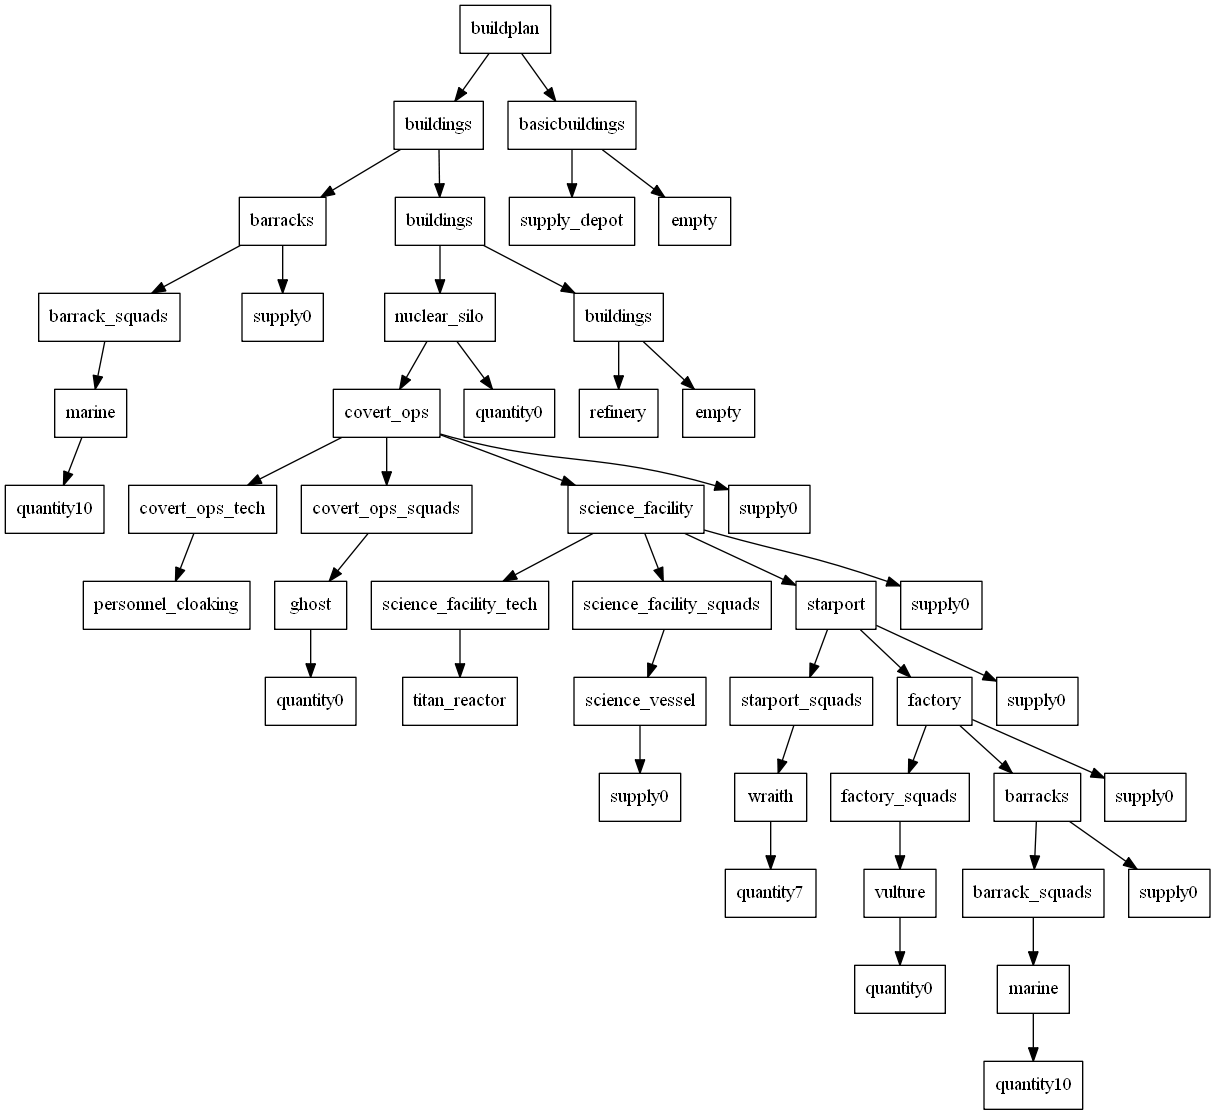 buildplan
buildings
basicbuildings
barracks
buildings
supply_depot
empty
barrack_squads
supply0
nuclear_silo
buildings
marine
covert_ops
quantity0
refinery
empty
quantity10
covert_ops_tech
covert_ops_squads
science_facility
supply0
personnel_cloaking
ghost
science_facility_tech
science_facility_squads
starport
supply0
quantity0
titan_reactor
science_vessel
starport_squads
factory
supply0
supply0
wraith
factory_squads
barracks
supply0
quantity7
vulture
barrack_squads
supply0
quantity0
marine
quantity10